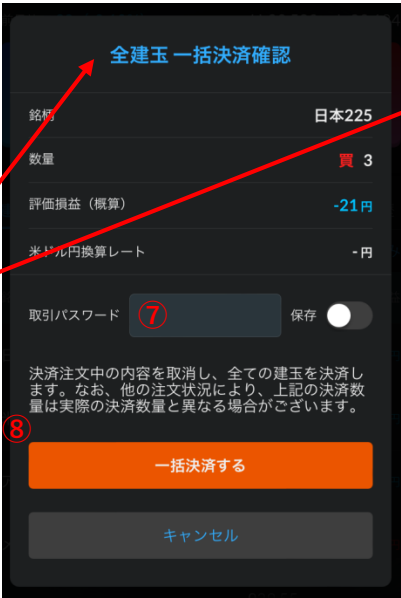 全建玉 一括決済確認
銘柄 日本225
数量 買 3
評価損益（概算） -21円
米ドル円換算レート -円
取引パスワード ⑦ 保存
決済注文中の内容を取消し、全ての建玉を決済し
ます。なお、他の注文状況により、上記の決済数
量は実際の決済数量と異なる場合がございます。
⑧
一括決済する
キャンセル